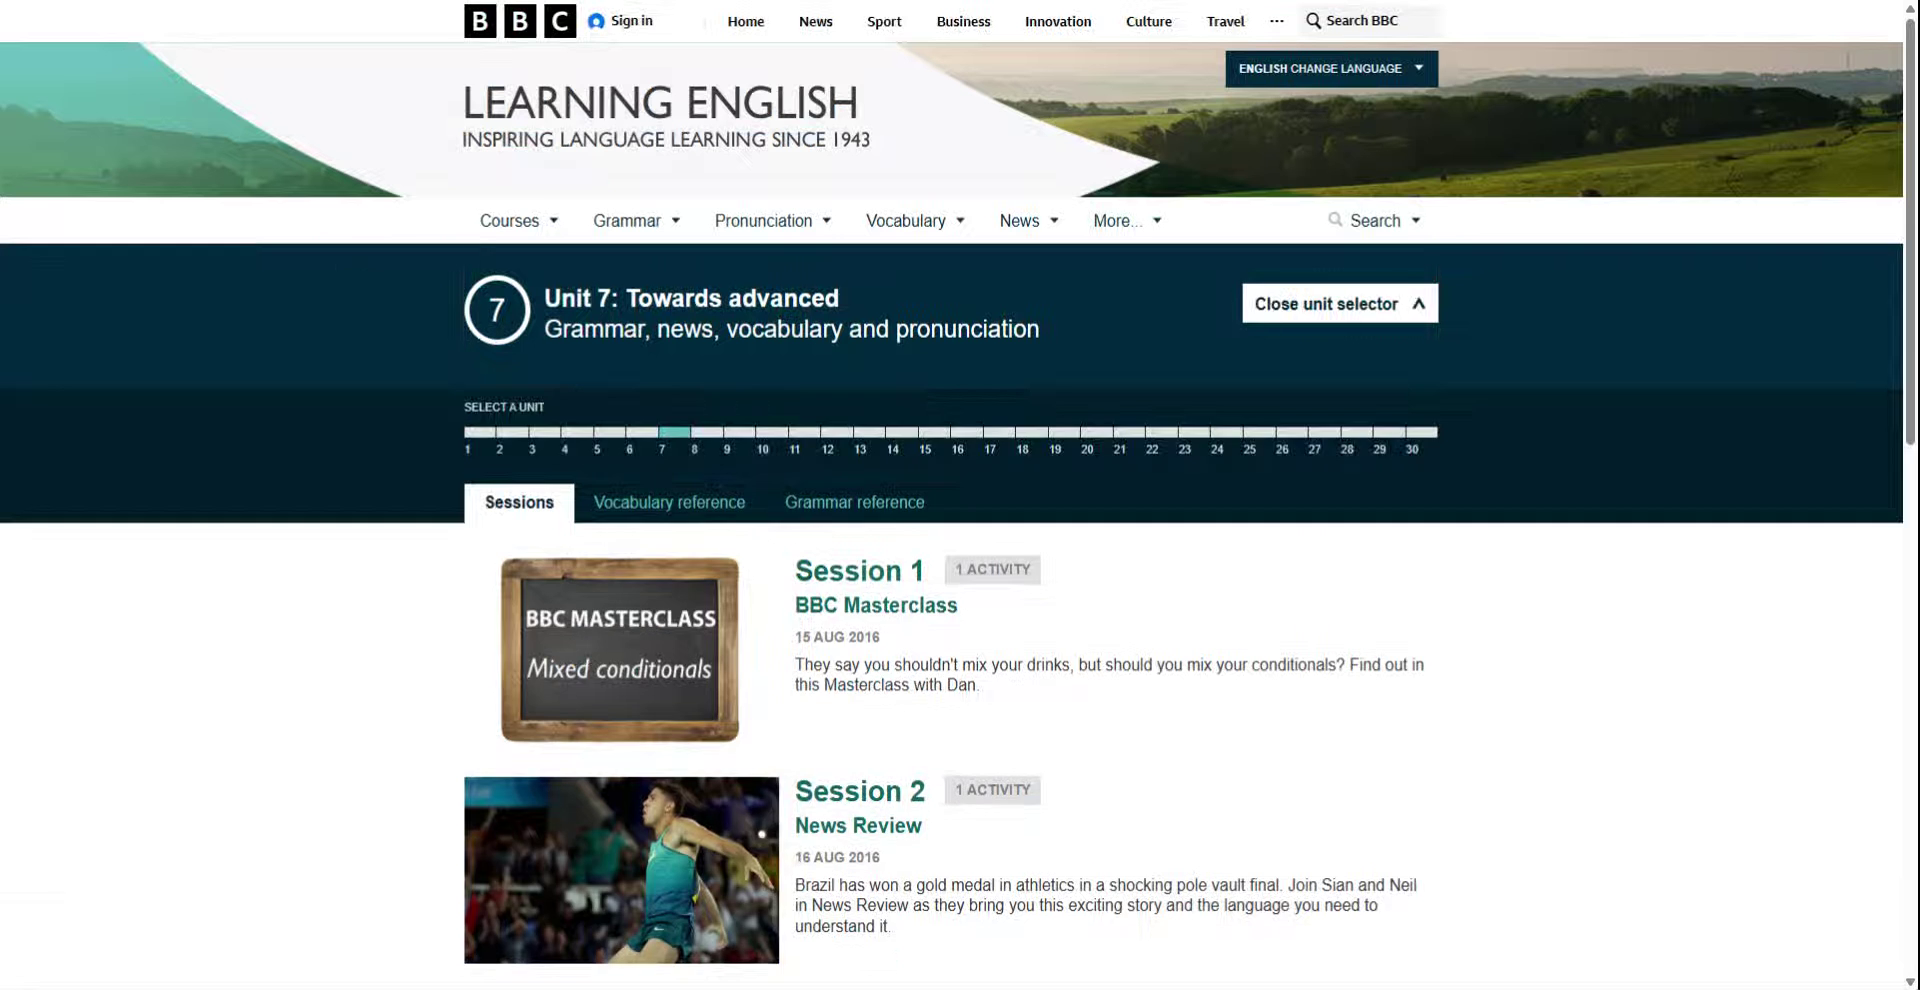 BBC Sign in Home News Sport Business Innovation Culture Travel ... Search BBC
ENGLISH CHANGE LANGUAGE
LEARNING ENGLISH
INSPIRING LANGUAGE LEARNING SINCE 1943
Courses Grammar Pronunciation Vocabulary News More... Search
7
Unit 7: Towards advanced
Grammar, news, vocabulary and pronunciation
Close unit selector
SELECT A UNIT
1 2 3 4 5 6 7 8 9 10 11 12 13 14 15 16 17 18 19 20 21 22 23 24 25 26 27 28 29 30
Sessions Vocabulary reference Grammar reference
BBC MASTERCLASS
Mixed conditionals
Session 1 1 ACTIVITY
BBC Masterclass
15 AUG 2016
They say you shouldn't mix your drinks, but should you mix your conditionals? Find out in
this Masterclass with Dan.
Session 2 1 ACTIVITY
News Review
16 AUG 2016
Brazil has won a gold medal in athletics in a shocking pole vault final. Join Sian and Neil
in News Review as they bring you this exciting story and the language you need to
understand it.